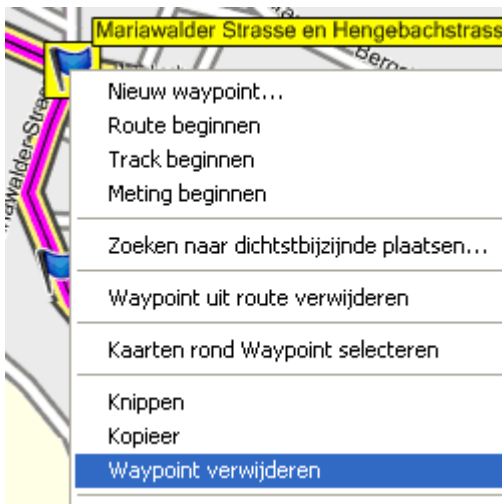 Mariawalder Strasse en Hengebachstrass
Nieuw waypoint...
Route beginnen
Track beginnen
Meting beginnen
Zoeken naar dichtstbijzijnde plaatsen...
Waypoint uit route verwijderen
Kaarten rond Waypoint selecteren
Knippen
Kopieer
Waypoint verwijderen